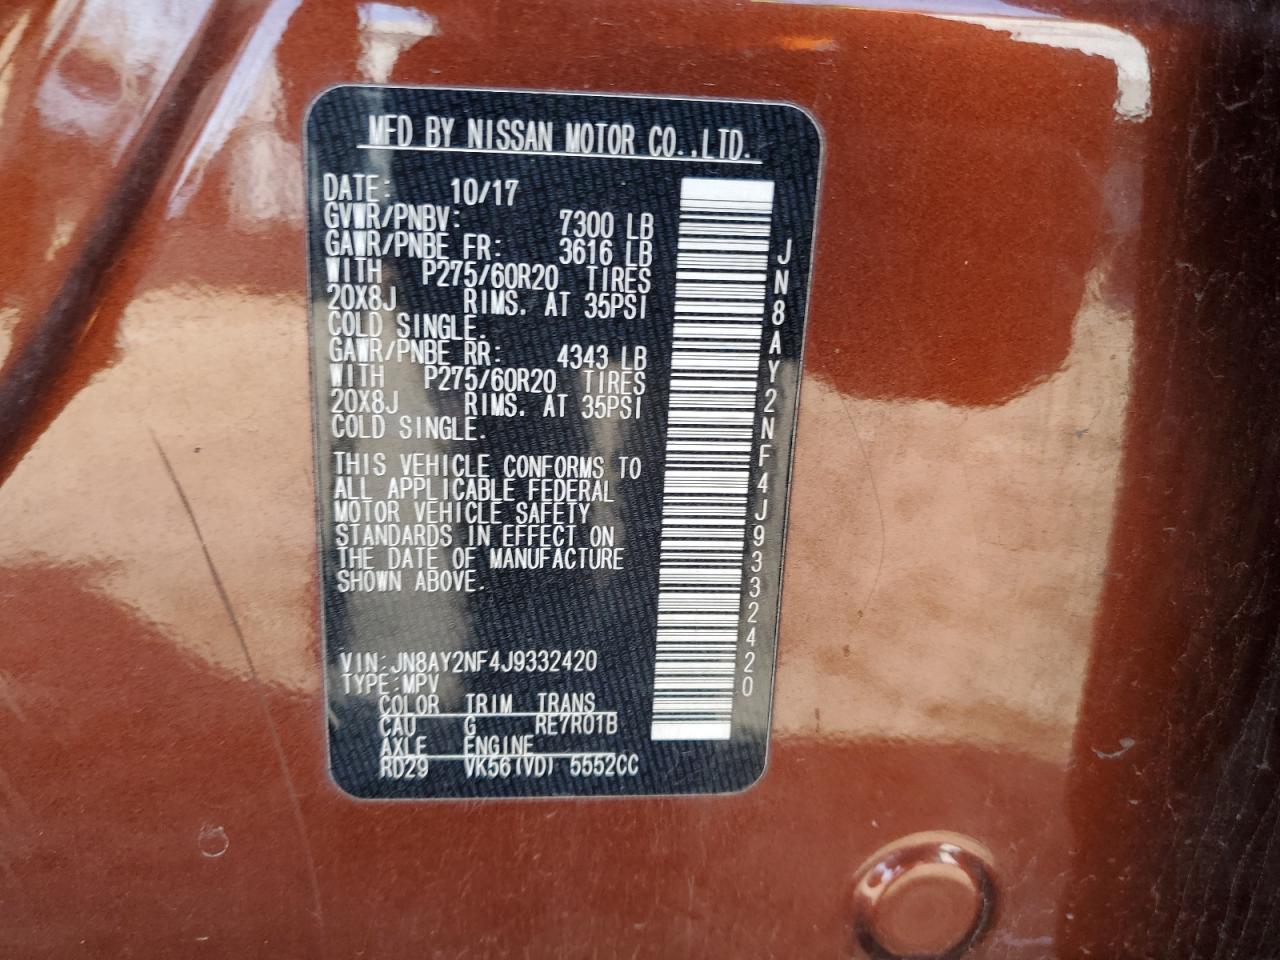 MFD BY NISSAN MOTOR CO.,LTD.
DATE: 10/17
GVWR/PNBV: 7300 LB
GAWR/PNBE FR: 3616 LB
WITH P275/60R20 TIRES
20X8J RIMS. AT 35PSI
COLD SINGLE.
GAWR/PNBE RR: 4343 LB
WITH P275/60R20 TIRES
20X8J RIMS. AT 35PSI
COLD SINGLE.
THIS VEHICLE CONFORMS TO
ALL APPLICABLE FEDERAL
MOTOR VEHICLE SAFETY
STANDARDS IN EFFECT ON
THE DATE OF MANUFACTURE
SHOWN ABOVE.
VIN:JN8AY2NF4J9332420
TYPE:MPV
COLOR TRIM TRANS
CAU G RE7R01B
AXLE ENGINE
RD29 VK56(VD) 5552CC
JN8AY2NF4J9332420